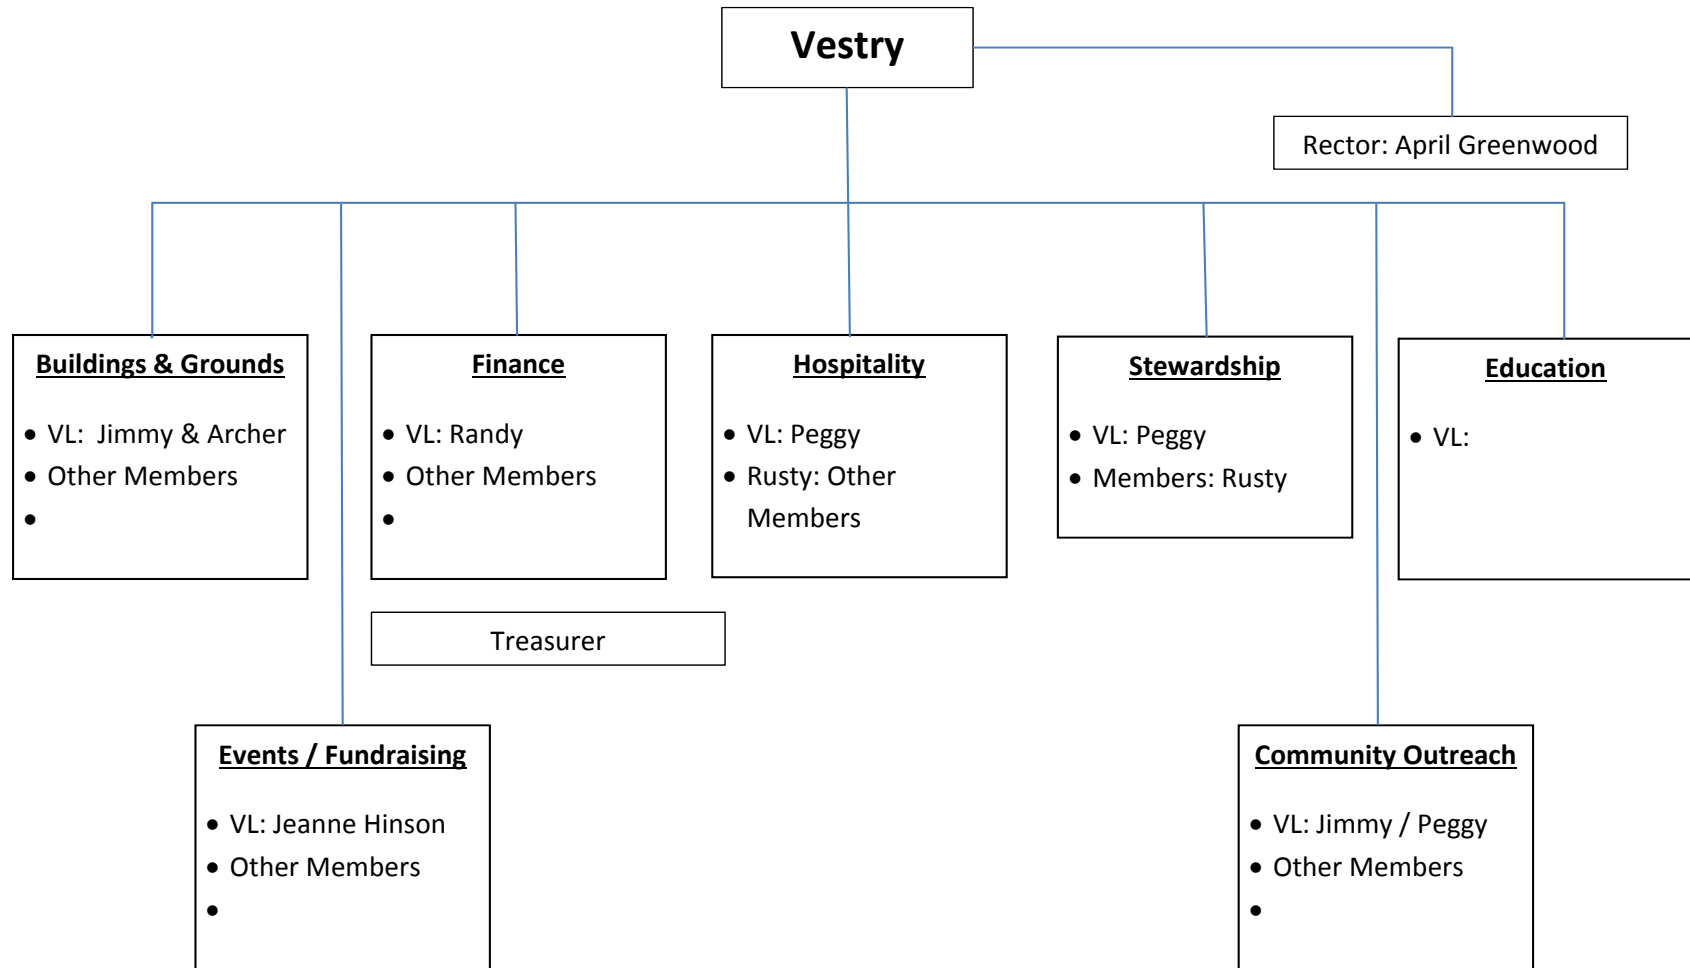 Vestry
Rector: April Greenwood
Buildings & Grounds
• VL:  Jimmy & Archer
• Other Members
•
Finance
• VL: Randy
• Other Members
•
Hospitality
• VL: Peggy
• Rusty: Other
Members
Stewardship
• VL: Peggy
• Members: Rusty
Education
• VL:
Treasurer
Events / Fundraising
• VL: Jeanne Hinson
• Other Members
•
Community Outreach
• VL: Jimmy / Peggy
• Other Members
•